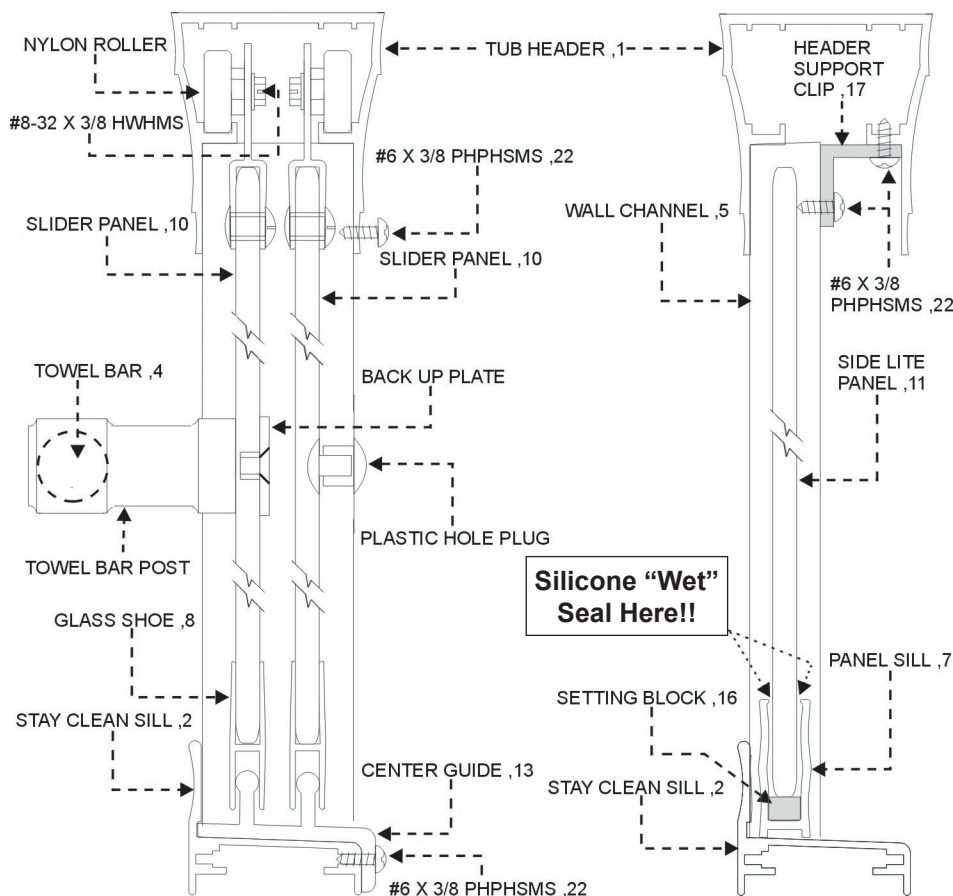 NYLON ROLLER
TUB HEADER ,1
HEADER
SUPPORT
CLIP ,17
#8-32 X 3/8 HWHMS
#6 X 3/8 PHPHSMS ,22
SLIDER PANEL ,10
SLIDER PANEL ,10
WALL CHANNEL ,5
#6 X 3/8
PHPHSMS ,22
TOWEL BAR ,4
BACK UP PLATE
SIDE LITE
PANEL ,11
PLASTIC HOLE PLUG
TOWEL BAR POST
Silicone “Wet”
Seal Here!!
GLASS SHOE ,8
PANEL SILL ,7
SETTING BLOCK ,16
STAY CLEAN SILL ,2
CENTER GUIDE ,13
STAY CLEAN SILL ,2
#6 X 3/8 PHPHSMS ,22